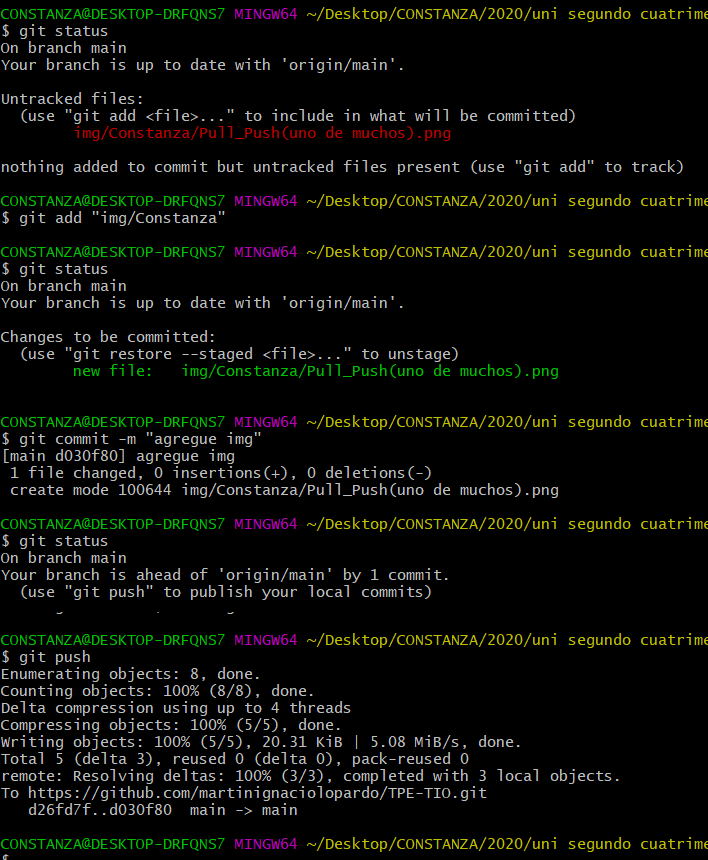 CONSTANZA@DESKTOP-DRFQNS7 MINGW64 ~/Desktop/CONSTANZA/2020/uni segundo cuatrime
$ git status
On branch main
Your branch is up to date with 'origin/main'.
Untracked files:
(use "git add <file>..." to include in what will be committed)
img/Constanza/Pull_Push(uno de muchos).png
nothing added to commit but untracked files present (use "git add" to track)
CONSTANZA@DESKTOP-DRFQNS7 MINGW64 ~/Desktop/CONSTANZA/2020/uni segundo cuatrime
$ git add "img/Constanza"
CONSTANZA@DESKTOP-DRFQNS7 MINGW64 ~/Desktop/CONSTANZA/2020/uni segundo cuatrime
$ git status
On branch main
Your branch is up to date with 'origin/main'.
Changes to be committed:
(use "git restore --staged <file>..." to unstage)
new file:   img/Constanza/Pull_Push(uno de muchos).png
CONSTANZA@DESKTOP-DRFQNS7 MINGW64 ~/Desktop/CONSTANZA/2020/uni segundo cuatrime
$ git commit -m "agregue img"
[main d030f80] agregue img
1 file changed, 0 insertions(+), 0 deletions(-)
create mode 100644 img/Constanza/Pull_Push(uno de muchos).png
CONSTANZA@DESKTOP-DRFQNS7 MINGW64 ~/Desktop/CONSTANZA/2020/uni segundo cuatrime
$ git status
On branch main
Your branch is ahead of 'origin/main' by 1 commit.
(use "git push" to publish your local commits)
CONSTANZA@DESKTOP-DRFQNS7 MINGW64 ~/Desktop/CONSTANZA/2020/uni segundo cuatrime
$ git push
Enumerating objects: 8, done.
Counting objects: 100% (8/8), done.
Delta compression using up to 4 threads
Compressing objects: 100% (5/5), done.
Writing objects: 100% (5/5), 20.31 KiB | 5.08 MiB/s, done.
Total 5 (delta 3), reused 0 (delta 0), pack-reused 0
remote: Resolving deltas: 100% (3/3), completed with 3 local objects.
To https://github.com/martinignaciolopardo/TPE-TIO.git
d26fd7f..d030f80  main -> main
CONSTANZA@DESKTOP-DRFQNS7 MINGW64 ~/Desktop/CONSTANZA/2020/uni segundo cuatrime